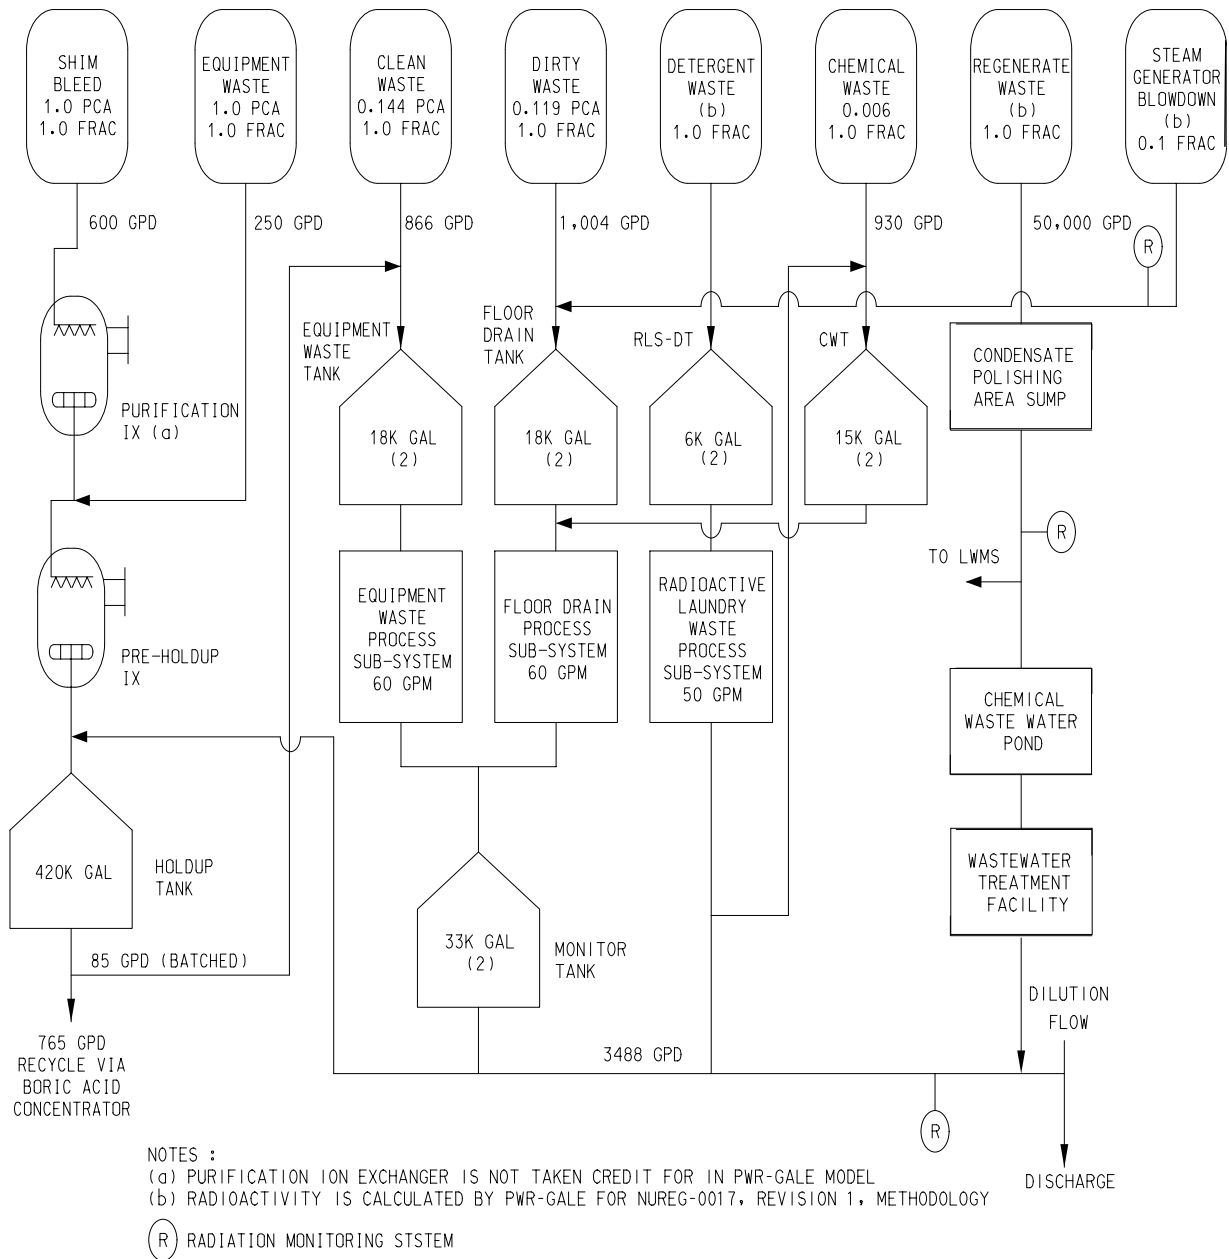 SHIM
BLEED
1.0 PCA
1.0 FRAC
EQUIPMENT
WASTE
1.0 PCA
1.0 FRAC
CLEAN
WASTE
0.144 PCA
1.0 FRAC
DIRTY
WASTE
0.119 PCA
1.0 FRAC
DETERGENT
WASTE
(b)
1.0 FRAC
CHEMICAL
WASTE
0.006
1.0 FRAC
REGENERATE
WASTE
(b)
1.0 FRAC
STEAM
GENERATOR
BLOWDOWN
(b)
0.1 FRAC
600 GPD
250 GPD
866 GPD
1,004 GPD
930 GPD
50,000 GPD
R
EQUIPMENT
WASTE
TANK
FLOOR
DRAIN
TANK
RLS-DT
CWT
CONDENSATE
POLISHING
AREA SUMP
PURIFICATION
IX (a)
18K GAL
(2)
18K GAL
(2)
6K GAL
(2)
15K GAL
(2)
R
TO LWMS
EQUIPMENT
WASTE
PROCESS
SUB-SYSTEM
60 GPM
FLOOR DRAIN
PROCESS
SUB-SYSTEM
60 GPM
RADIOACTIVE
LAUNDRY
WASTE
PROCESS
SUB-SYSTEM
50 GPM
PRE-HOLDUP
IX
CHEMICAL
WASTE WATER
POND
420K GAL
HOLDUP
TANK
WASTEWATER
TREATMENT
FACILITY
33K GAL
(2)
MONITOR
TANK
85 GPD (BATCHED)
DILUTION
FLOW
765 GPD
RECYCLE VIA
BORIC ACID
CONCENTRATOR
3488 GPD
R
DISCHARGE
NOTES :
(a) PURIFICATION ION EXCHANGER IS NOT TAKEN CREDIT FOR IN PWR-GALE MODEL
(b) RADIOACTIVITY IS CALCULATED BY PWR-GALE FOR NUREG-0017, REVISION 1, METHODOLOGY
R RADIATION MONITORING STSTEM